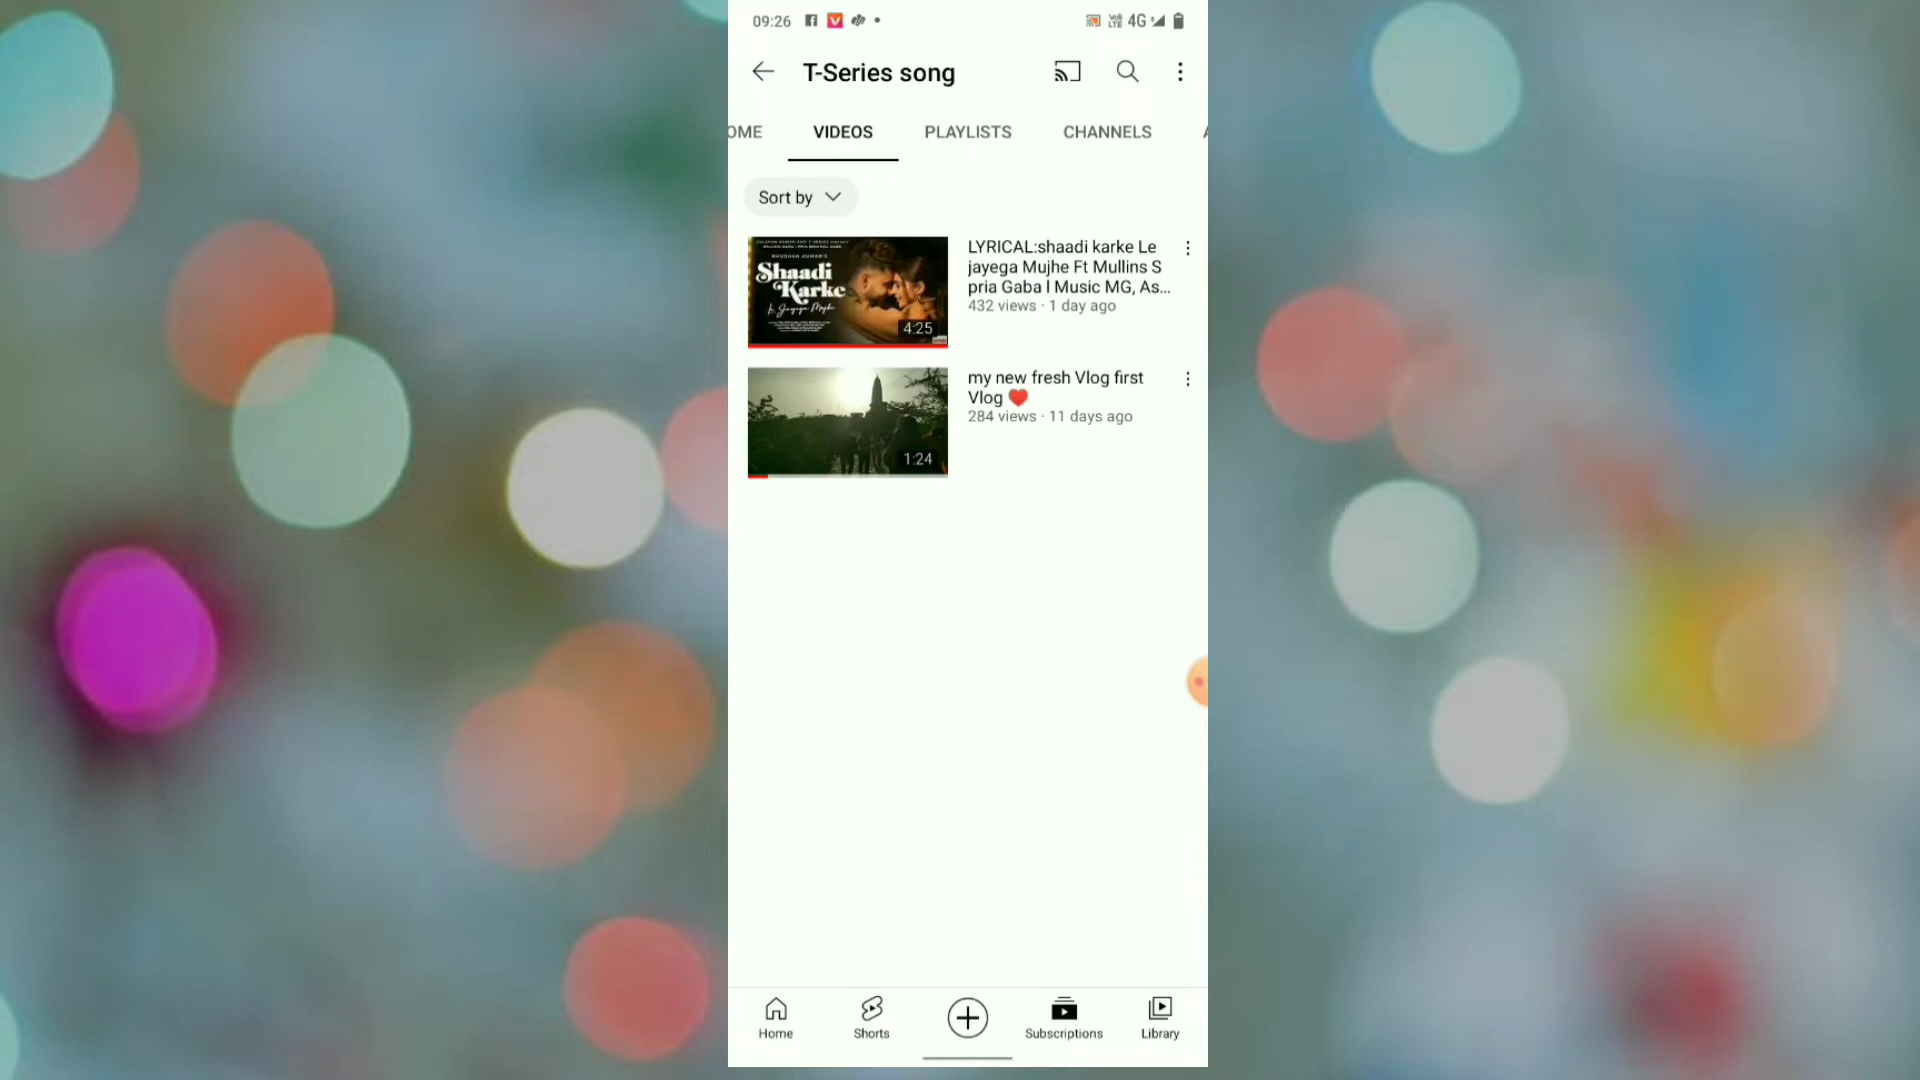 09:26
4G
T-Series song
OME
VIDEOS
PLAYLISTS
CHANNELS
Sort by
Shaadi
Karke
4:25
LYRICAL:shaadi karke Le
jayega Mujhe Ft Mullins S
pria Gaba l Music MG, As...
432 views · 1 day ago
1:24
my new fresh Vlog first
Vlog ❤️
284 views · 11 days ago
Home
Shorts
Subscriptions
Library